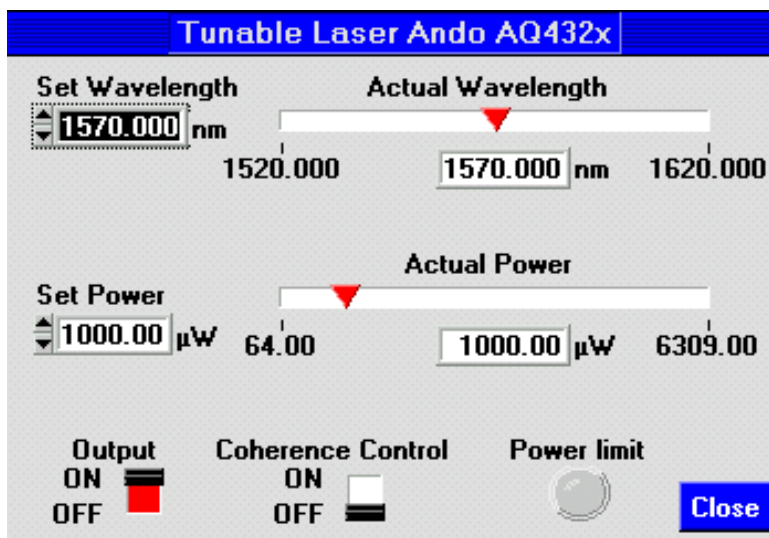 Tunable Laser Ando AQ432x
Set Wavelength
Actual Wavelength
1570.000 nm
1520.000
1570.000 nm
1620.000
Actual Power
Set Power
1000.00 µW
64.00
1000.00 µW
6309.00
Output
Coherence Control
Power limit
ON
ON
OFF
OFF
Close